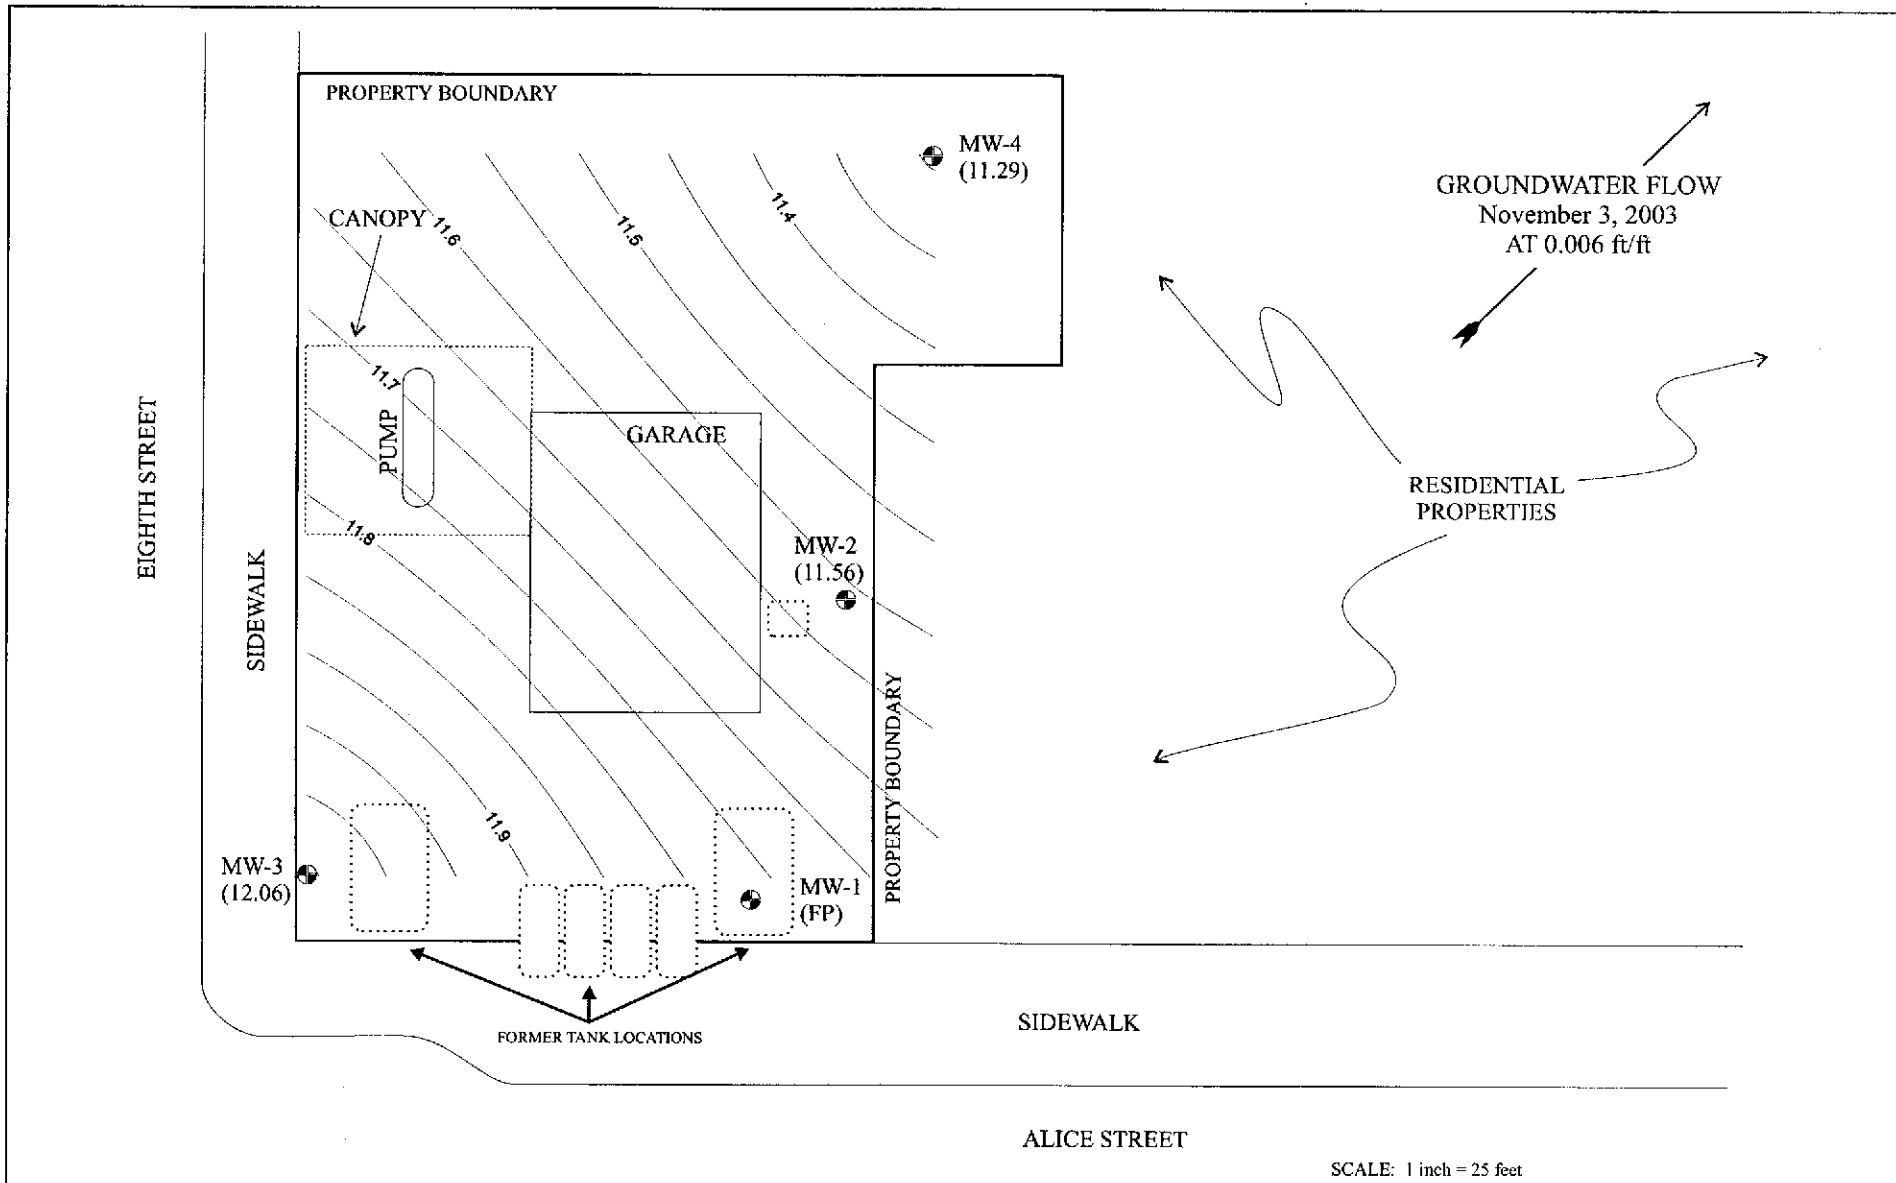 PROPERTY BOUNDARY
MW-4
(11.29)
GROUNDWATER FLOW
November 3, 2003
AT 0.006 ft/ft
CANOPY
11.6
11.5
11.4
11.7
PUMP
GARAGE
EIGHTH STREET
SIDEWALK
11.8
MW-2
(11.56)
RESIDENTIAL
PROPERTIES
PROPERTY BOUNDARY
11.9
MW-3
(12.06)
MW-1
(FP)
FORMER TANK LOCATIONS
SIDEWALK
ALICE STREET
SCALE: 1 inch = 25 feet